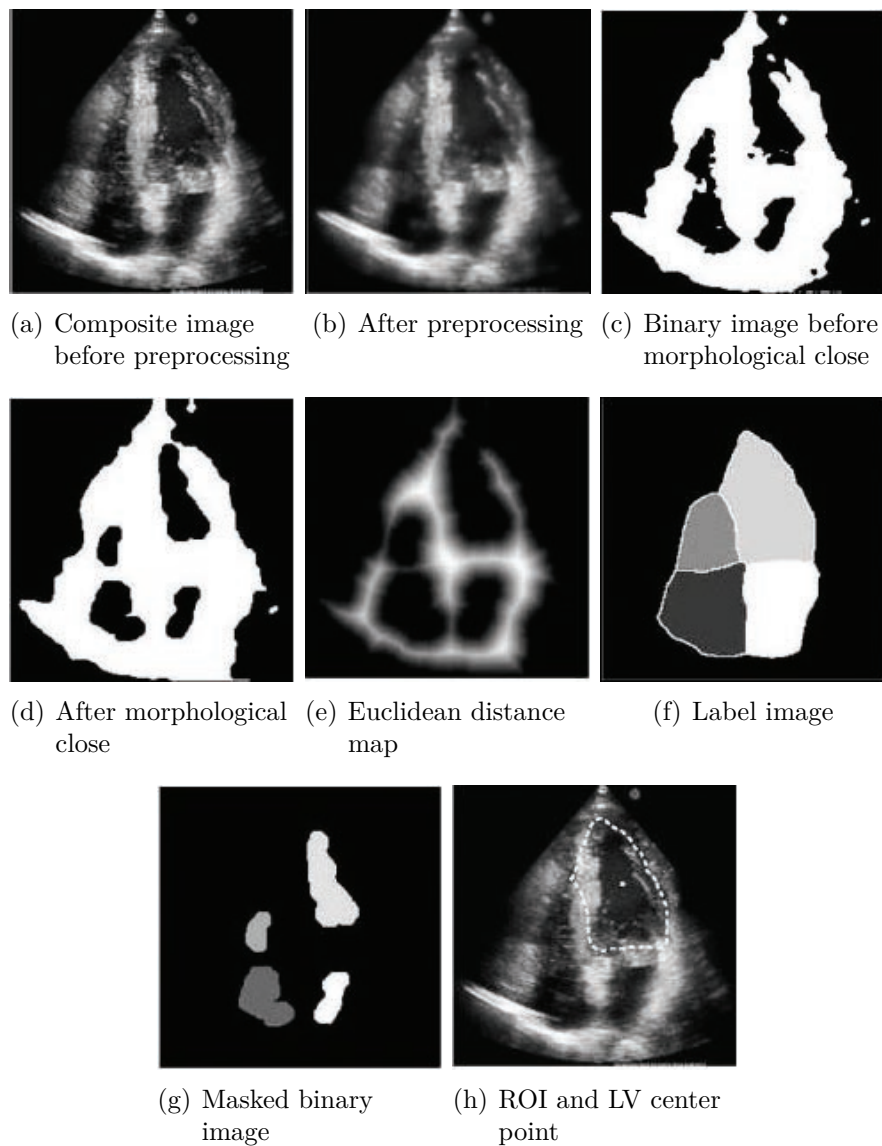 (a) Composite image
before preprocessing
(b) After preprocessing
(c) Binary image before
morphological close
(d) After morphological
close
(e) Euclidean distance
map
(f) Label image
(g) Masked binary
image
(h) ROI and LV center
point